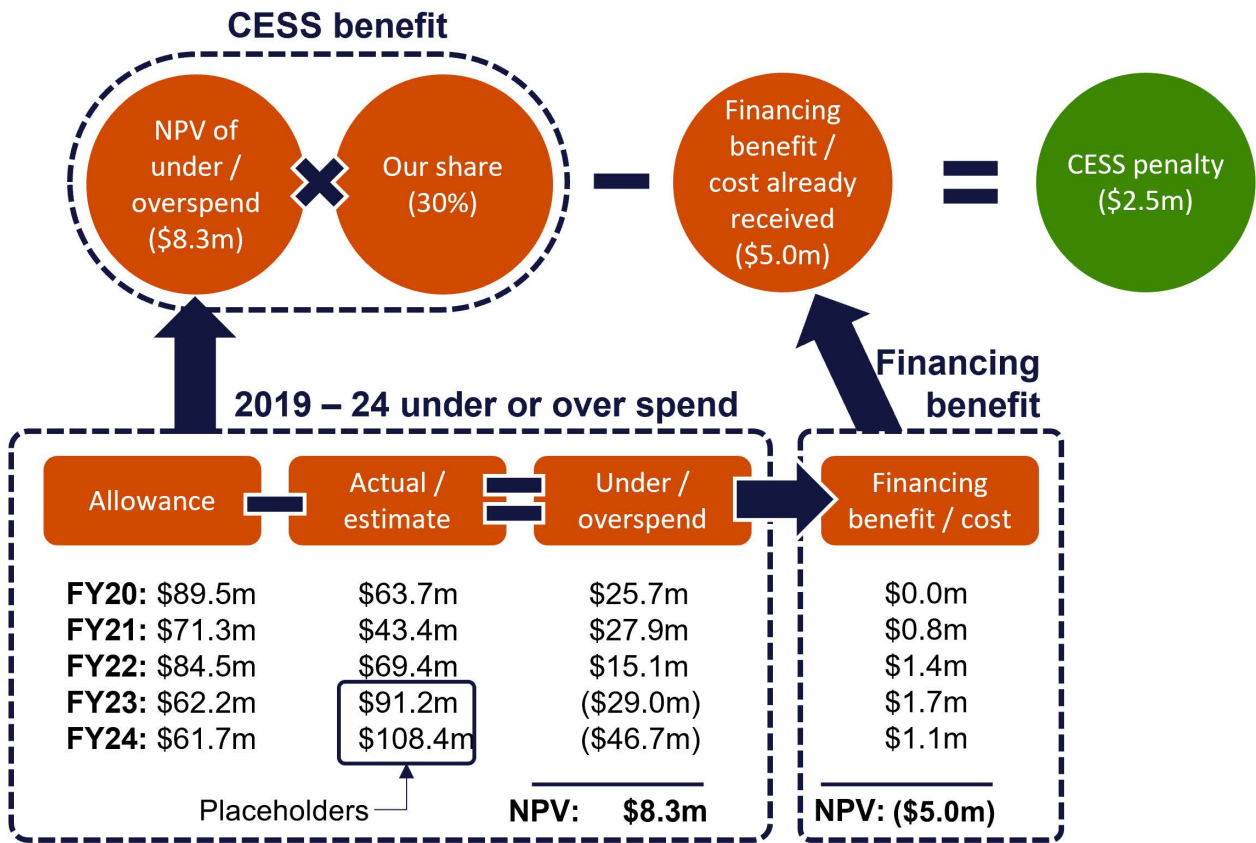 CESS benefit
NPV of
under /
overspend
($8.3m)
Our share
(30%)
Financing
benefit /
cost already
received
($5.0m)
CESS penalty
($2.5m)
2019 – 24 under or over spend
Financing
benefit
Allowance
Actual /
estimate
Under /
overspend
Financing
benefit / cost
FY20: $89.5m $63.7m $25.7m $0.0m
FY21: $71.3m $43.4m $27.9m $0.8m
FY22: $84.5m $69.4m $15.1m $1.4m
FY23: $62.2m $91.2m ($29.0m) $1.7m
FY24: $61.7m $108.4m ($46.7m) $1.1m
Placeholders
NPV: $8.3m
NPV: ($5.0m)